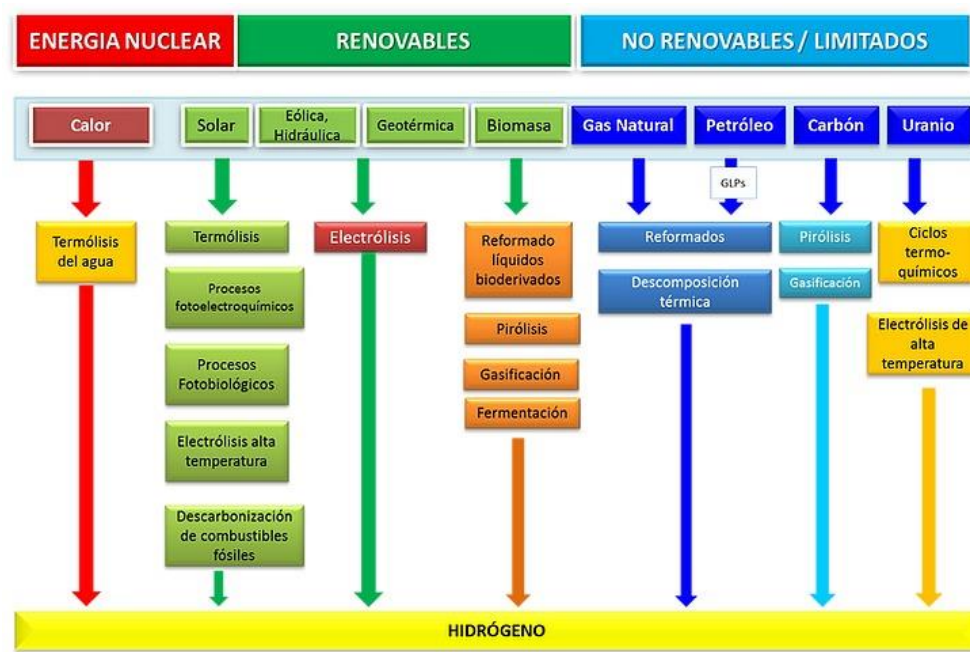 ENERGIA NUCLEAR
RENOVABLES
NO RENOVABLES / LIMITADOS
Calor
Solar
Eólica,
Hidráulica
Geotérmica
Biomasa
Gas Natural
Petróleo
Carbón
Uranio
GLPs
Termólisis
del agua
Termólisis
Procesos
fotoelectroquímicos
Procesos
Fotobiológicos
Electrólisis alta
temperatura
Descarbonización
de combustibles
fósiles
Electrólisis
Reformado
líquidos
bioderivados
Pirólisis
Gasificación
Fermentación
Reformados
Descomposición
térmica
Pirólisis
Gasificación
Ciclos
termo-
químicos
Electrólisis de
alta
temperatura
HIDRÓGENO